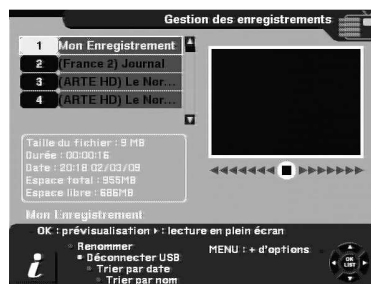 Gestion des enregistrements
1 Mon Enregistrement
2 (France 2) Journal
3 (ARTE HD) Le Nor...
4 (ARTE HD) Le Nor...
Taille du fichier : 9 MB
Durée : 00:00:16
Date : 20:18 02/03/09
Espace total : 955MB
Espace libre : 686MB
Mon Enregistrement
OK : prévisualisation ▶ : lecture en plein écran
Renommer
Déconnecter USB
MENU : + d'options
Trier par date
Trier par nom
i
OK
LIST